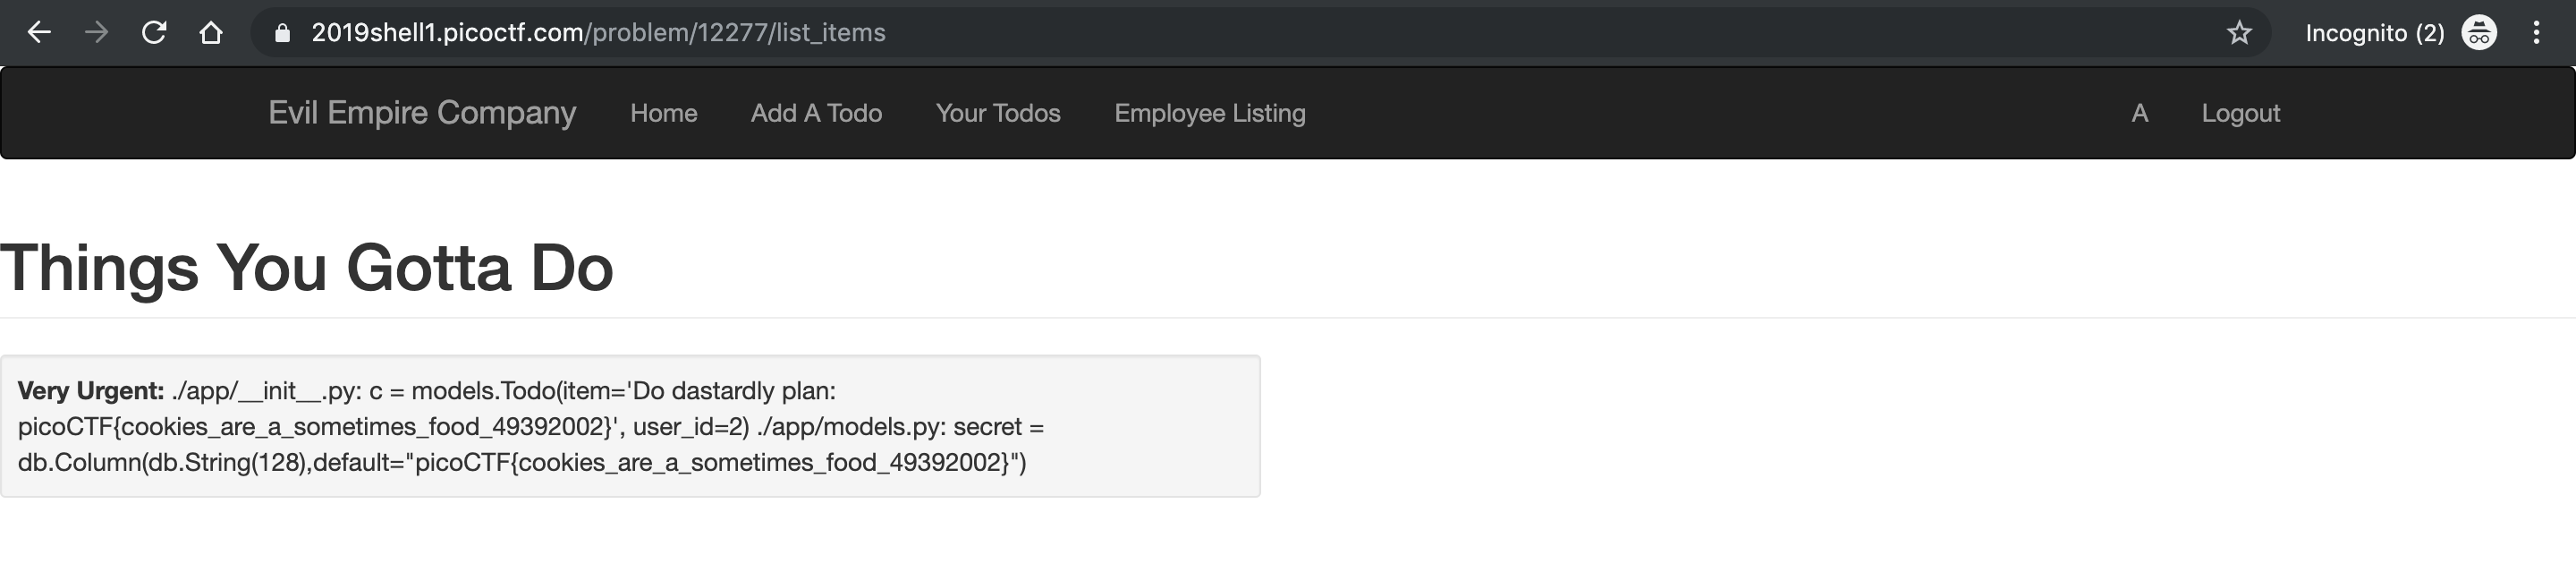 2019shell1.picoctf.com/problem/12277/list_items
Incognito (2)
Evil Empire Company Home Add A Todo Your Todos Employee Listing A Logout
Things You Gotta Do
Very Urgent: ./app/__init__.py: c = models.Todo(item='Do dastardly plan:
picoCTF{cookies_are_a_sometimes_food_49392002}', user_id=2) ./app/models.py: secret =
db.Column(db.String(128),default="picoCTF{cookies_are_a_sometimes_food_49392002}")